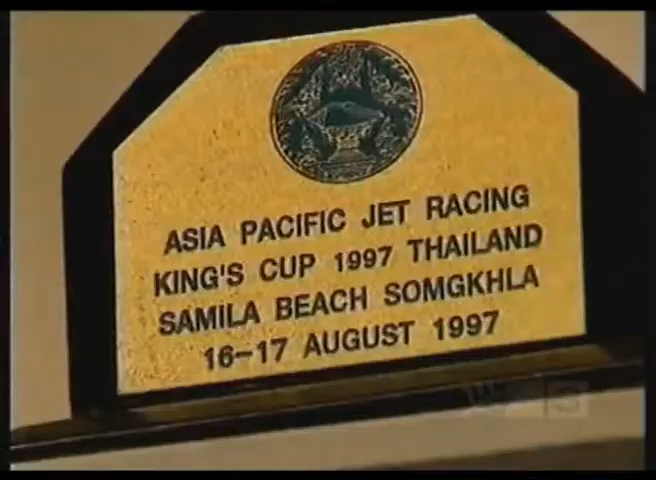 ASIA PACIFIC JET RACING
KING'S CUP 1997 THAILAND
SAMILA BEACH SOMGKHLA
16-17 AUGUST 1997